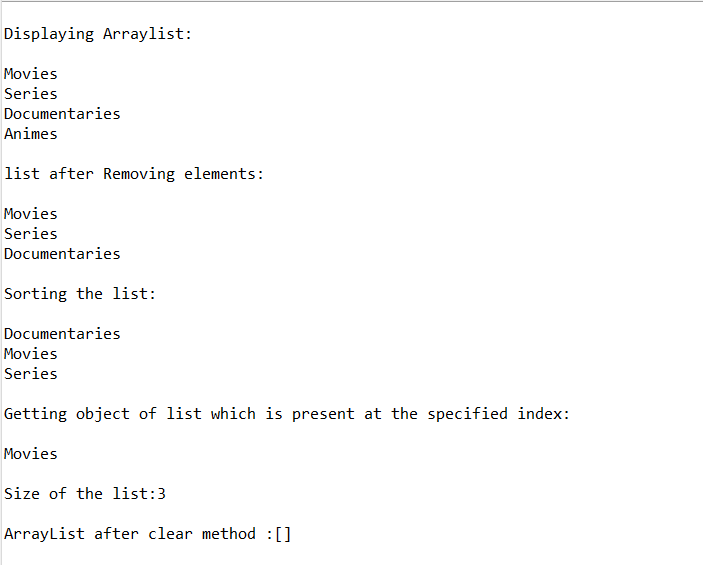 Displaying Arraylist:
Movies
Series
Documentaries
Animes
list after Removing elements:
Movies
Series
Documentaries
Sorting the list:
Documentaries
Movies
Series
Getting object of list which is present at the specified index:
Movies
Size of the list:3
ArrayList after clear method :[]